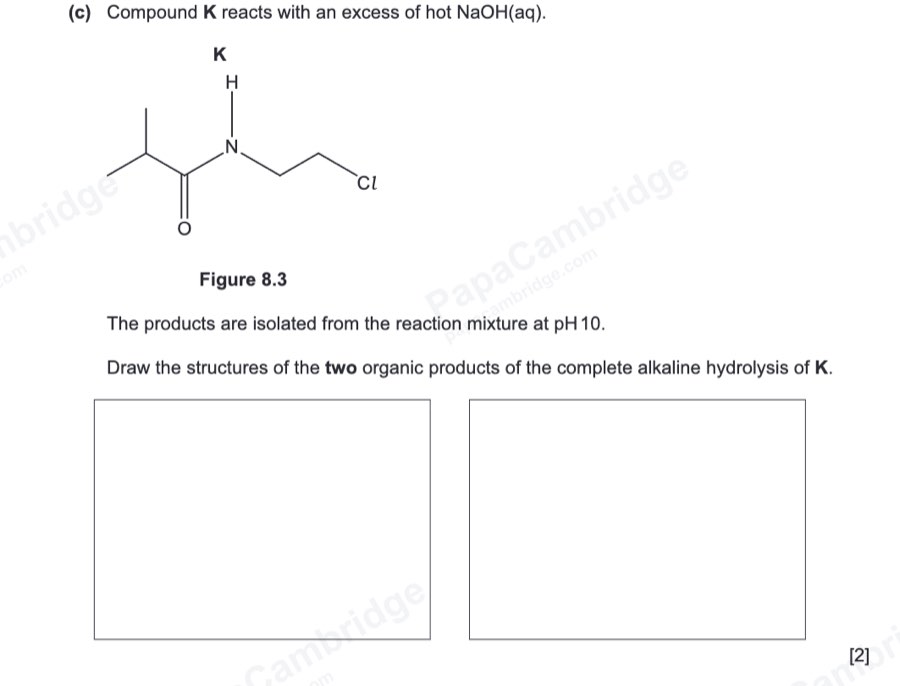 (c) Compound K reacts with an excess of hot NaOH(aq).
K
H
N
Cl
O
Figure 8.3
PapaCambridge
The products are isolated from the reaction mixture at pH 10.
Draw the structures of the two organic products of the complete alkaline hydrolysis of K.
Cambridge
[2]